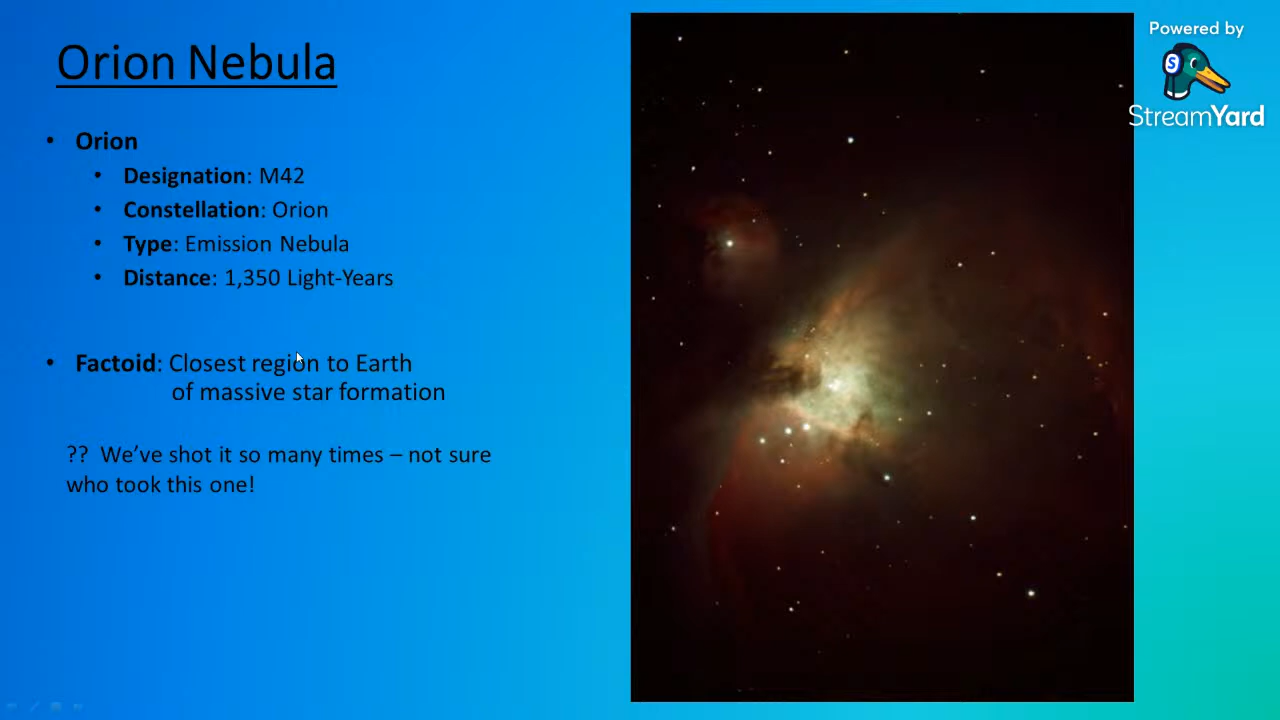 Orion Nebula
• Orion
• Designation: M42
• Constellation: Orion
• Type: Emission Nebula
• Distance: 1,350 Light-Years
• Factoid: Closest region to Earth
of massive star formation
?? We’ve shot it so many times – not sure
who took this one!
Powered by
S
StreamYard